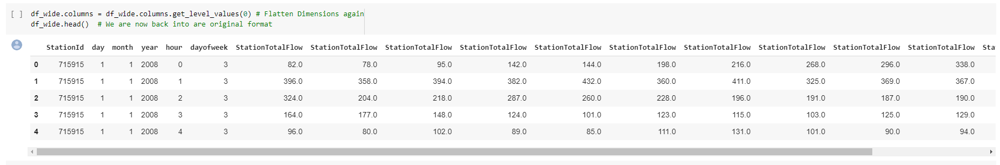 [ ] df_wide.columns = df_wide.columns.get_level_values(0) # Flatten Dimensions again
df_wide.head()  # We are now back into are original format
StationId day month year hour dayofweek StationTotalFlow StationTotalFlow StationTotalFlow StationTotalFlow StationTotalFlow StationTotalFlow StationTotalFlow StationTotalFlow StationTotalFlow StationTotalFlow Sta
0 715915 1 1 2008 0 3 82.0 78.0 95.0 142.0 144.0 198.0 216.0 268.0 296.0 338.0
1 715915 1 1 2008 1 3 396.0 358.0 394.0 382.0 432.0 360.0 411.0 325.0 369.0 367.0
2 715915 1 1 2008 2 3 324.0 204.0 218.0 287.0 260.0 228.0 196.0 191.0 187.0 190.0
3 715915 1 1 2008 3 3 164.0 177.0 148.0 124.0 101.0 123.0 115.0 103.0 125.0 129.0
4 715915 1 1 2008 4 3 96.0 80.0 102.0 89.0 85.0 111.0 131.0 101.0 90.0 94.0